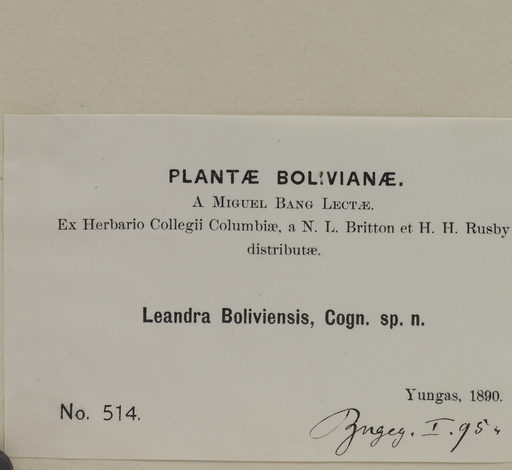 PLANTÆ BOLIVIANÆ.
A MIGUEL BANG LECTÆ.
Ex Herbario Collegii Columbiæ, a N. L. Britton et H. H. Rusby
distributæ.
Leandra Boliviensis, Cogn. sp. n.
Yungas, 1890.
No. 514.
I. 95.